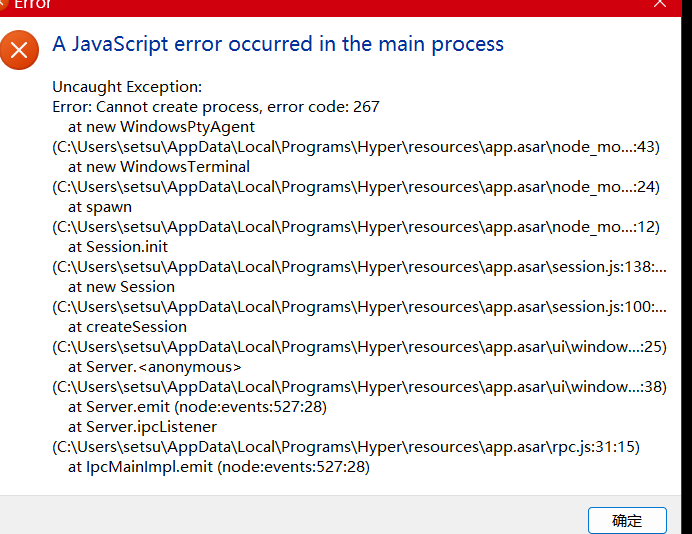 Error
A JavaScript error occurred in the main process
Uncaught Exception:
Error: Cannot create process, error code: 267
at new WindowsPtyAgent
(C:\Users\setsu\AppData\Local\Programs\Hyper\resources\app.asar\node_mo...:43)
at new WindowsTerminal
(C:\Users\setsu\AppData\Local\Programs\Hyper\resources\app.asar\node_mo...:24)
at spawn
(C:\Users\setsu\AppData\Local\Programs\Hyper\resources\app.asar\node_mo...:12)
at Session.init
(C:\Users\setsu\AppData\Local\Programs\Hyper\resources\app.asar\session.js:138:...
at new Session
(C:\Users\setsu\AppData\Local\Programs\Hyper\resources\app.asar\session.js:100:...
at createSession
(C:\Users\setsu\AppData\Local\Programs\Hyper\resources\app.asar\ui\window...:25)
at Server.<anonymous>
(C:\Users\setsu\AppData\Local\Programs\Hyper\resources\app.asar\ui\window...:38)
at Server.emit (node:events:527:28)
at Server.ipcListener
(C:\Users\setsu\AppData\Local\Programs\Hyper\resources\app.asar\rpc.js:31:15)
at IpcMainImpl.emit (node:events:527:28)
确定